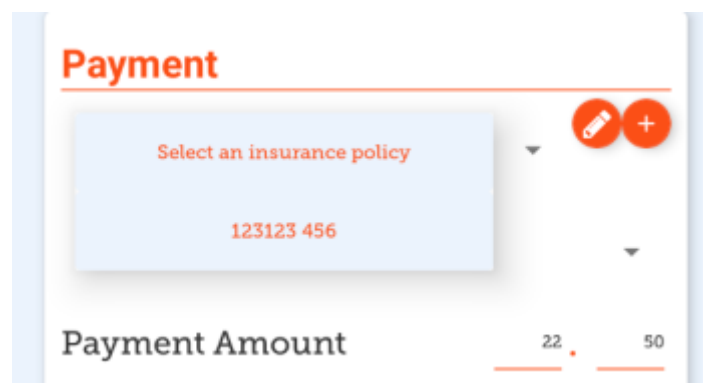 Payment
+
Select an insurance policy
123123 456
Payment Amount 22 . 50